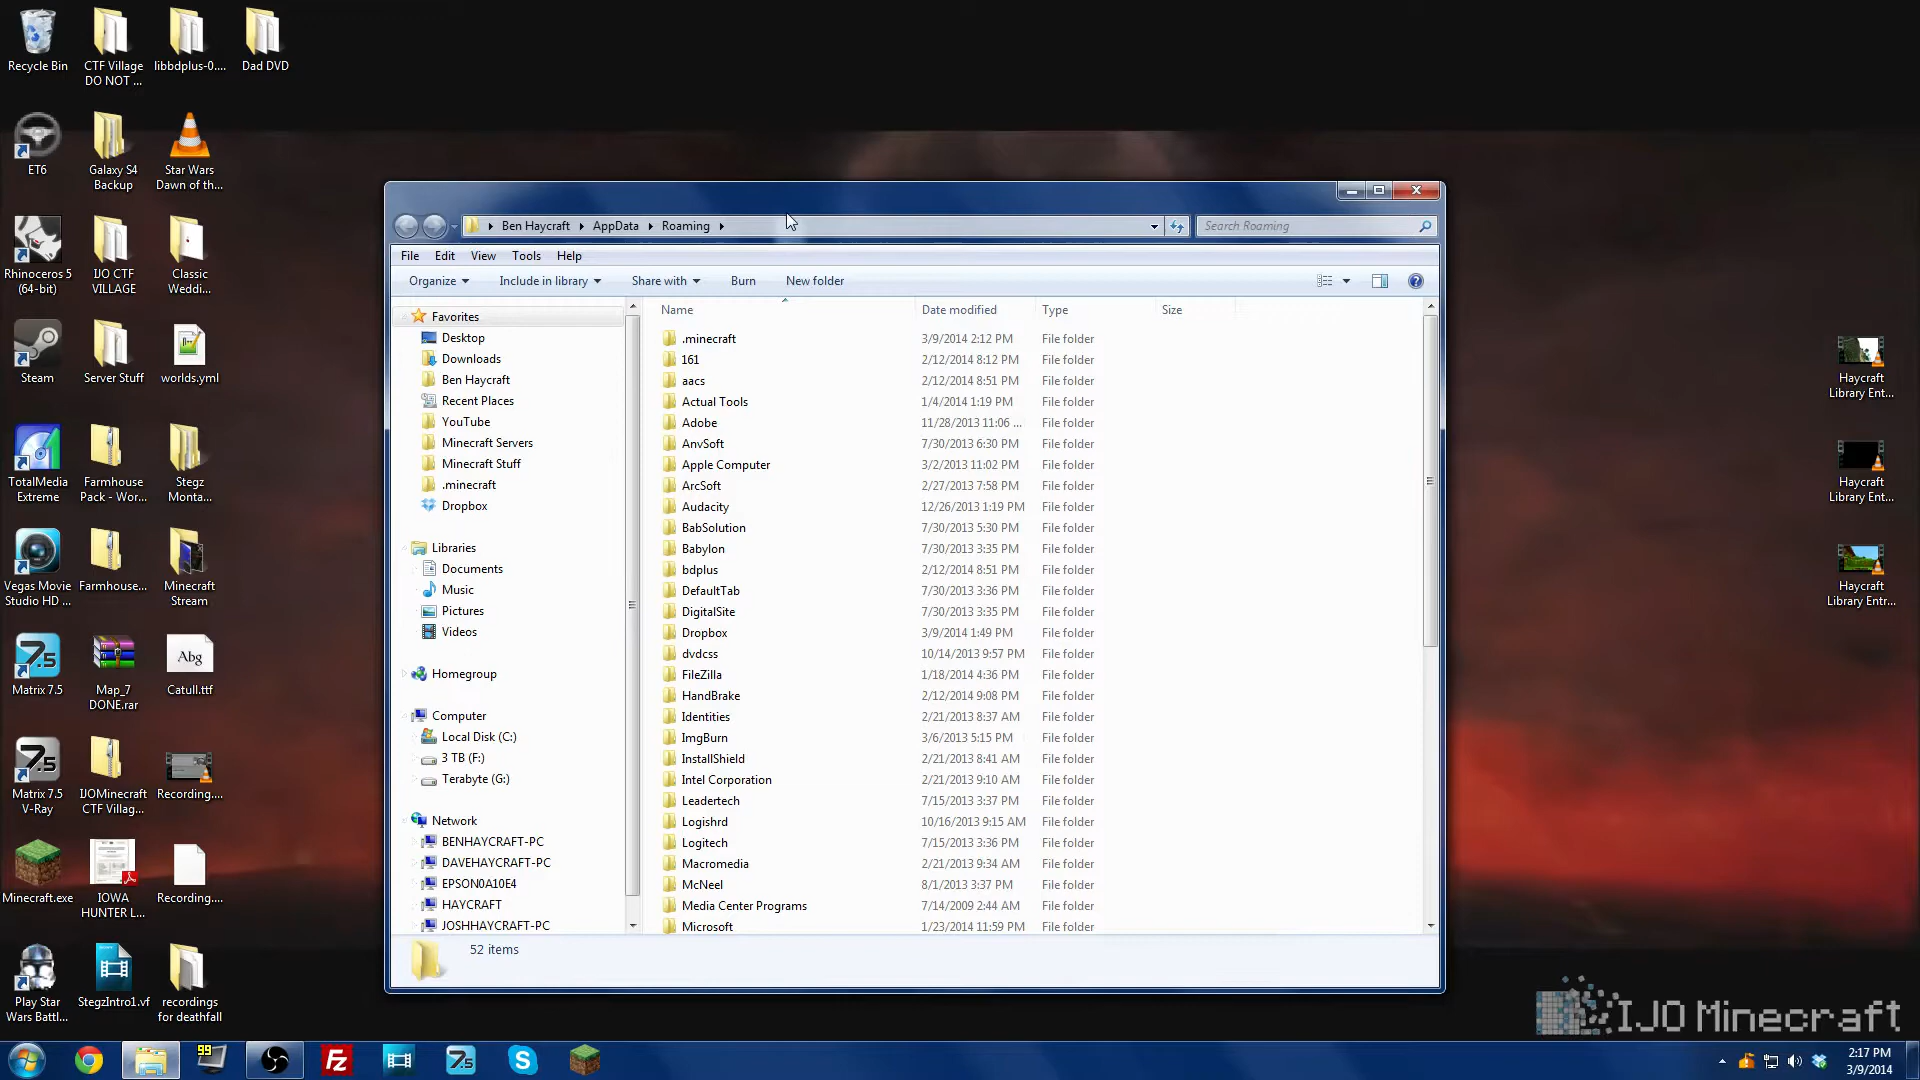 Recycle Bin
CTF Village
DO NOT ...
libbdplus-0....
Dad DVD
ET6
Galaxy S4
Backup
Star Wars
Dawn of th...
Rhinoceros 5
(64-bit)
IJO CTF
VILLAGE
Classic
Weddi...
Steam
Server Stuff
worlds.yml
TotalMedia
Extreme
Farmhouse
Pack - Wor...
Stegz
Monta...
Vegas Movie
Studio HD ...
Farmhouse...
Minecraft
Stream
7.5
Matrix 7.5
Map_7
DONE.rar
Abg
Catull.ttf
7.5
Matrix 7.5
V-Ray
IJOMinecraft
CTF Villag...
Recording....
Minecraft.exe
IOWA
HUNTER L...
Recording....
Play Star
Wars Battl...
StegzIntro1.vf
recordings
for deathfall
Ben Haycraft
AppData
Roaming
Search Roaming
File
Edit
View
Tools
Help
Organize
Include in library
Share with
Burn
New folder
Favorites
Desktop
Downloads
Ben Haycraft
Recent Places
YouTube
Minecraft Servers
Minecraft Stuff
.minecraft
Dropbox
Libraries
Documents
Music
Pictures
Videos
Homegroup
Computer
Local Disk (C:)
3 TB (F:)
Terabyte (G:)
Network
BENHAYCRAFT-PC
DAVEHAYCRAFT-PC
EPSON0A10E4
HAYCRAFT
JOSHHAYCRAFT-PC
Name Date modified Type Size
.minecraft 3/9/2014 2:12 PM File folder
161 2/12/2014 8:12 PM File folder
aacs 2/12/2014 8:51 PM File folder
Actual Tools 1/4/2014 1:19 PM File folder
Adobe 11/28/2013 11:06 ... File folder
AnvSoft 7/30/2013 6:30 PM File folder
Apple Computer 3/2/2013 11:02 PM File folder
ArcSoft 2/27/2013 7:58 PM File folder
Audacity 12/26/2013 1:19 PM File folder
BabSolution 7/30/2013 5:30 PM File folder
Babylon 7/30/2013 3:35 PM File folder
bdplus 2/12/2014 8:51 PM File folder
DefaultTab 7/30/2013 3:36 PM File folder
DigitalSite 7/30/2013 3:35 PM File folder
Dropbox 3/9/2014 1:49 PM File folder
dvdcss 10/14/2013 9:57 PM File folder
FileZilla 1/18/2014 4:36 PM File folder
HandBrake 2/12/2014 9:08 PM File folder
Identities 2/21/2013 8:37 AM File folder
ImgBurn 3/6/2013 5:15 PM File folder
InstallShield 2/21/2013 8:41 AM File folder
Intel Corporation 2/21/2013 9:10 AM File folder
Leadertech 7/15/2013 3:37 PM File folder
Logishrd 10/16/2013 9:15 AM File folder
Logitech 7/15/2013 3:36 PM File folder
Macromedia 2/21/2013 9:34 AM File folder
McNeel 8/1/2013 3:37 PM File folder
Media Center Programs 7/14/2009 2:44 AM File folder
Microsoft 1/23/2014 11:59 PM File folder
52 items
Haycraft
Library Ent...
Haycraft
Library Ent...
Haycraft
Library Entr...
IJO Minecraft
99
Fz
7.5
2:17 PM
3/9/2014